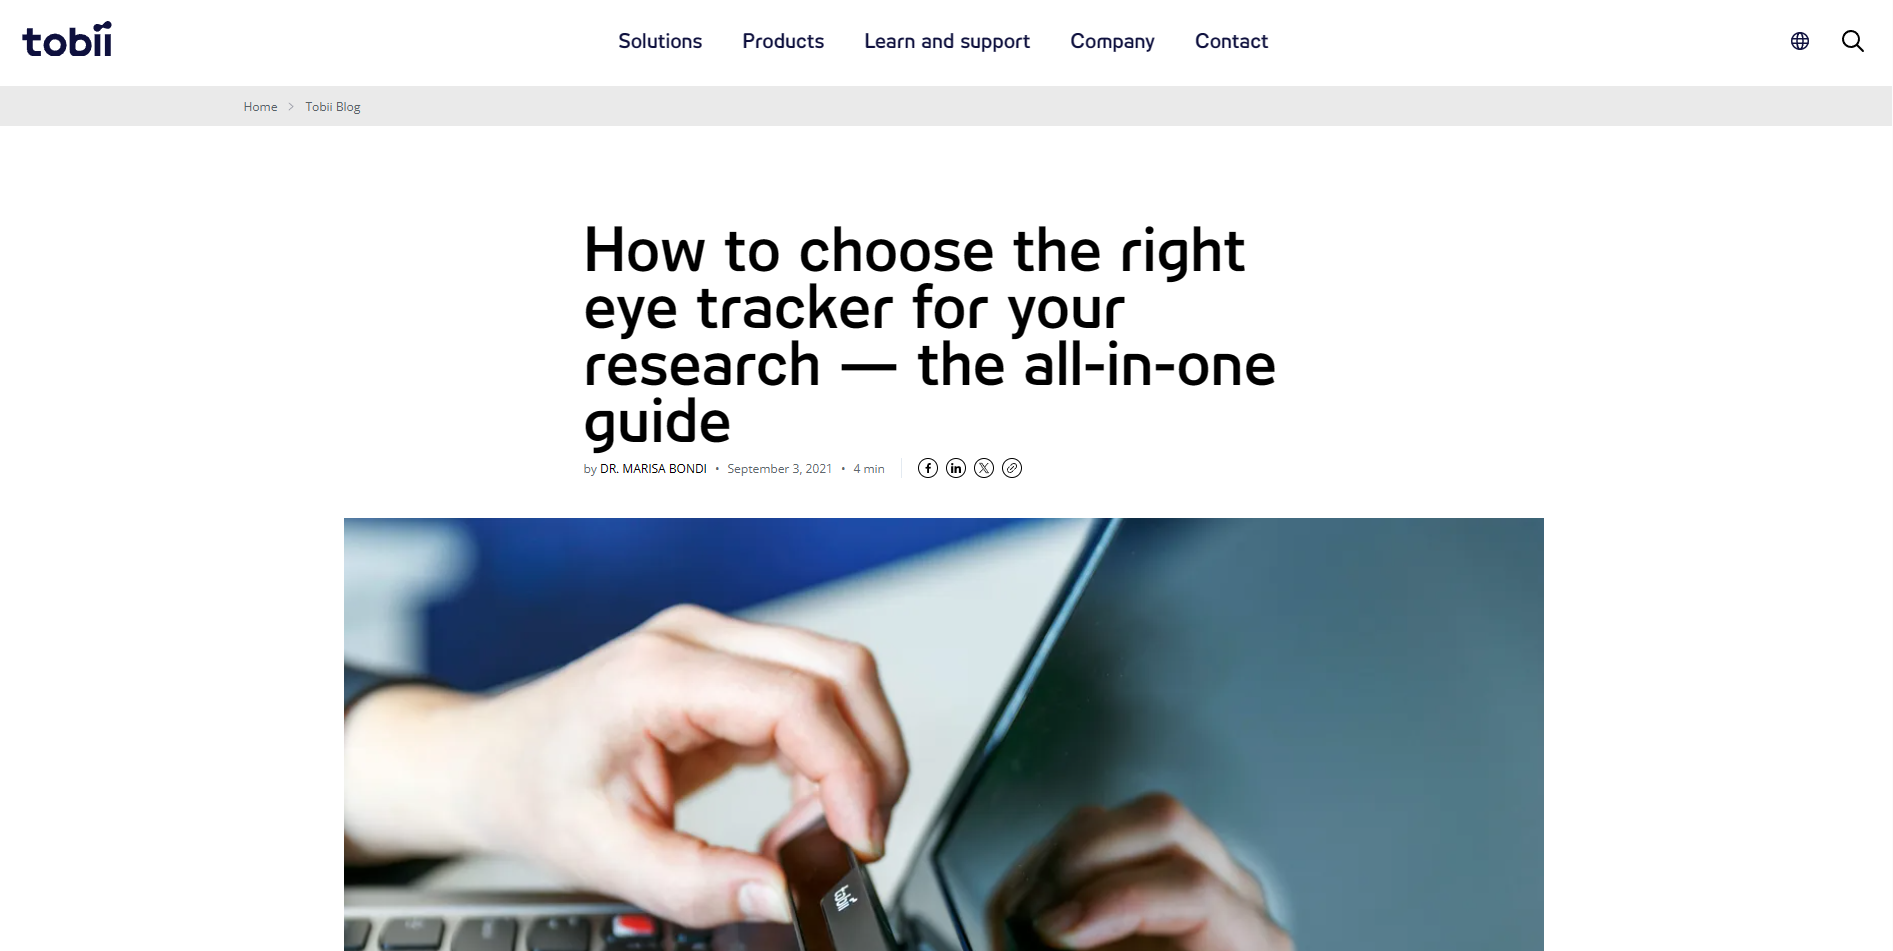 tobii
Solutions
Products
Learn and support
Company
Contact
Home
Tobii Blog
How to choose the right
eye tracker for your
research — the all-in-one
guide
by DR. MARISA BONDI • September 3, 2021 • 4 min
tobii